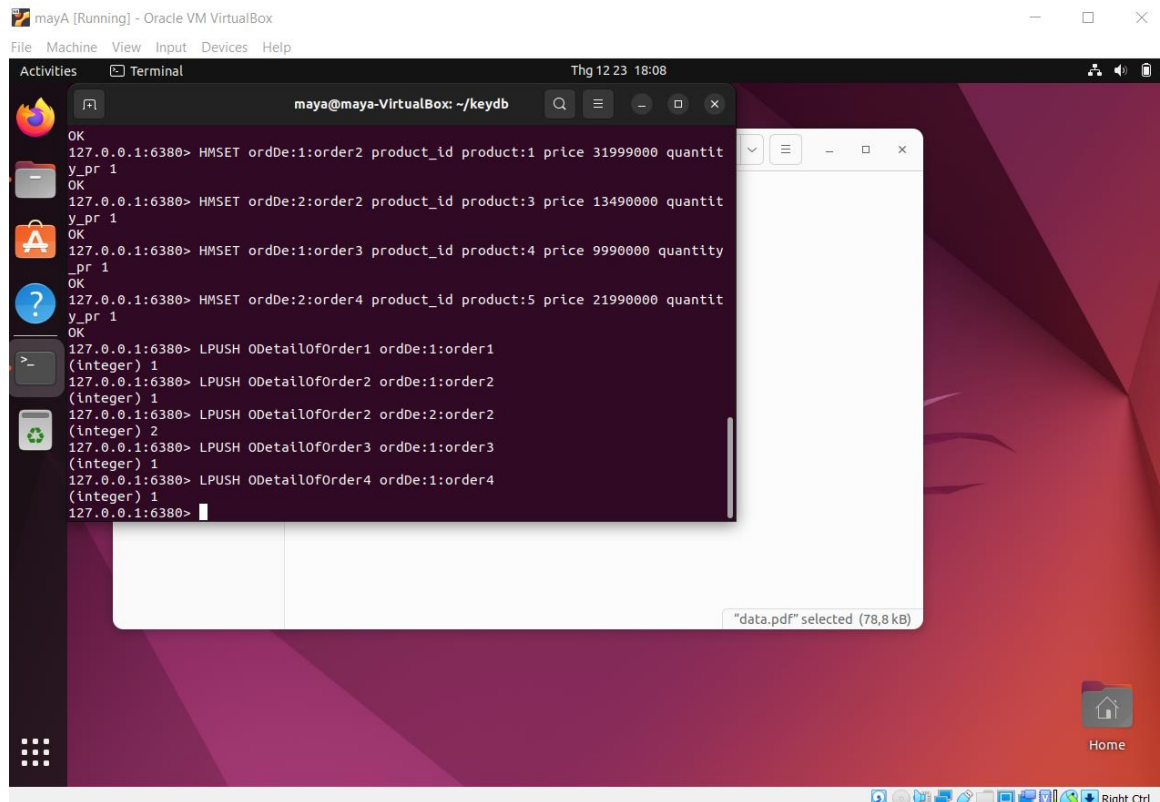 mayA [Running] - Oracle VM VirtualBox
File Machine View Input Devices Help
Activities Terminal Thg 12 23 18:08
maya@maya-VirtualBox: ~/keydb
OK
127.0.0.1:6380> HMSET ordDe:1:order2 product_id product:1 price 31999000 quantit
y_pr 1
OK
127.0.0.1:6380> HMSET ordDe:2:order2 product_id product:3 price 13490000 quantit
y_pr 1
OK
127.0.0.1:6380> HMSET ordDe:1:order3 product_id product:4 price 9990000 quantity
_pr 1
OK
127.0.0.1:6380> HMSET ordDe:2:order4 product_id product:5 price 21990000 quantit
y_pr 1
OK
127.0.0.1:6380> LPUSH ODetailOfOrder1 ordDe:1:order1
(integer) 1
127.0.0.1:6380> LPUSH ODetailOfOrder2 ordDe:1:order2
(integer) 1
127.0.0.1:6380> LPUSH ODetailOfOrder2 ordDe:2:order2
(integer) 2
127.0.0.1:6380> LPUSH ODetailOfOrder3 ordDe:1:order3
(integer) 1
127.0.0.1:6380> LPUSH ODetailOfOrder4 ordDe:1:order4
(integer) 1
127.0.0.1:6380>
"data.pdf" selected (78,8 kB)
Home
Right Ctrl